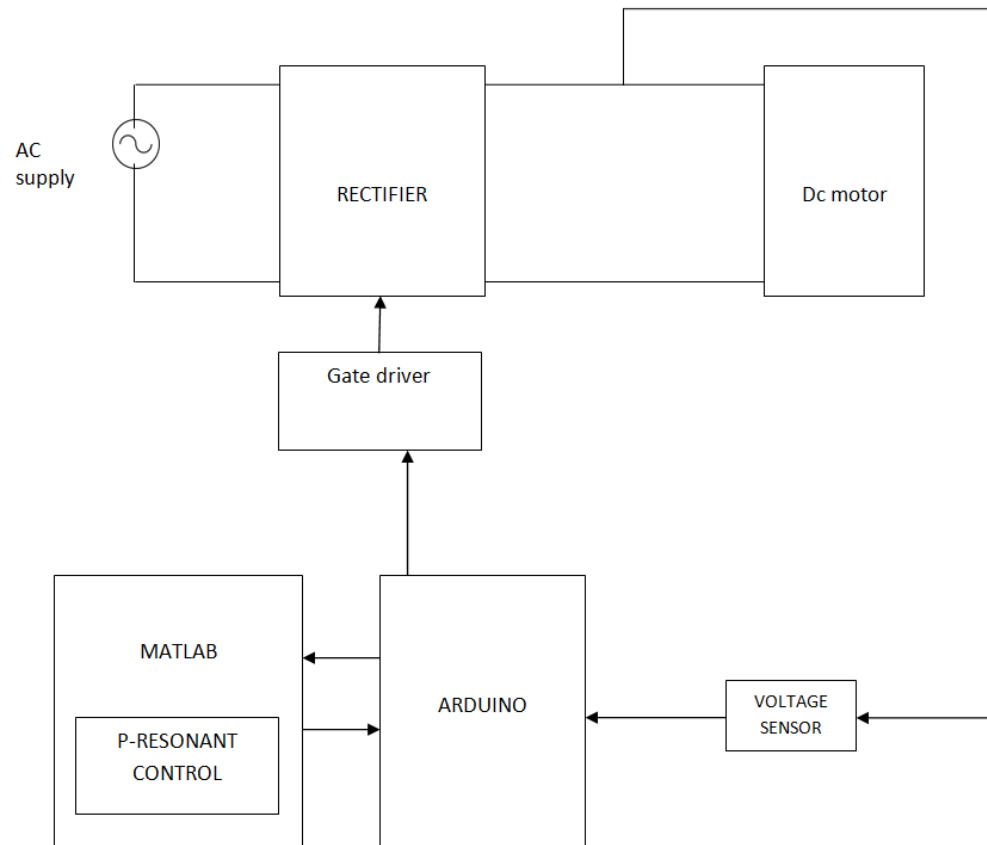 AC
supply
RECTIFIER
Dc motor
Gate driver
MATLAB
P-RESONANT
CONTROL
ARDUINO
VOLTAGE
SENSOR